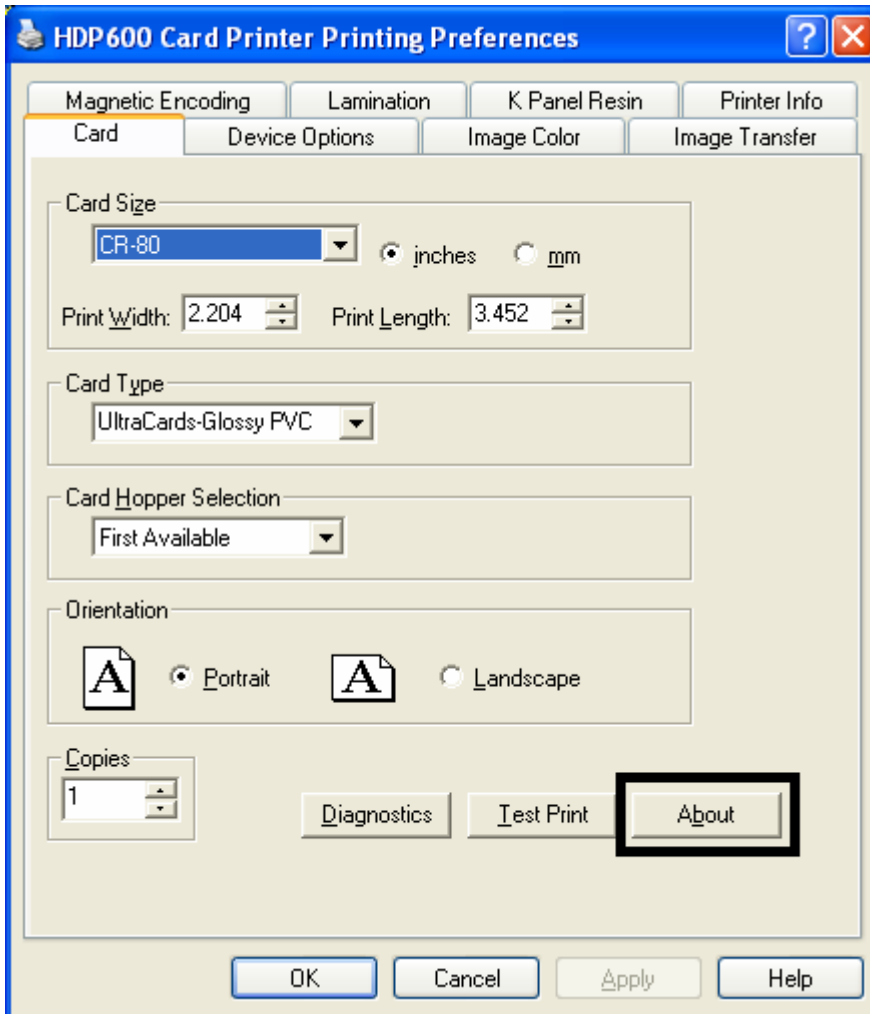 HDP600 Card Printer Printing Preferences ?
Magnetic Encoding Lamination K Panel Resin Printer Info
Card Device Options Image Color Image Transfer
Card Size
CR-80 inches mm
Print Width: 2.204 Print Length: 3.452
Card Type
UltraCards-Glossy PVC
Card Hopper Selection
First Available
Orientation
A Portrait A Landscape
Copies
1
Diagnostics Test Print About
OK Cancel Apply Help